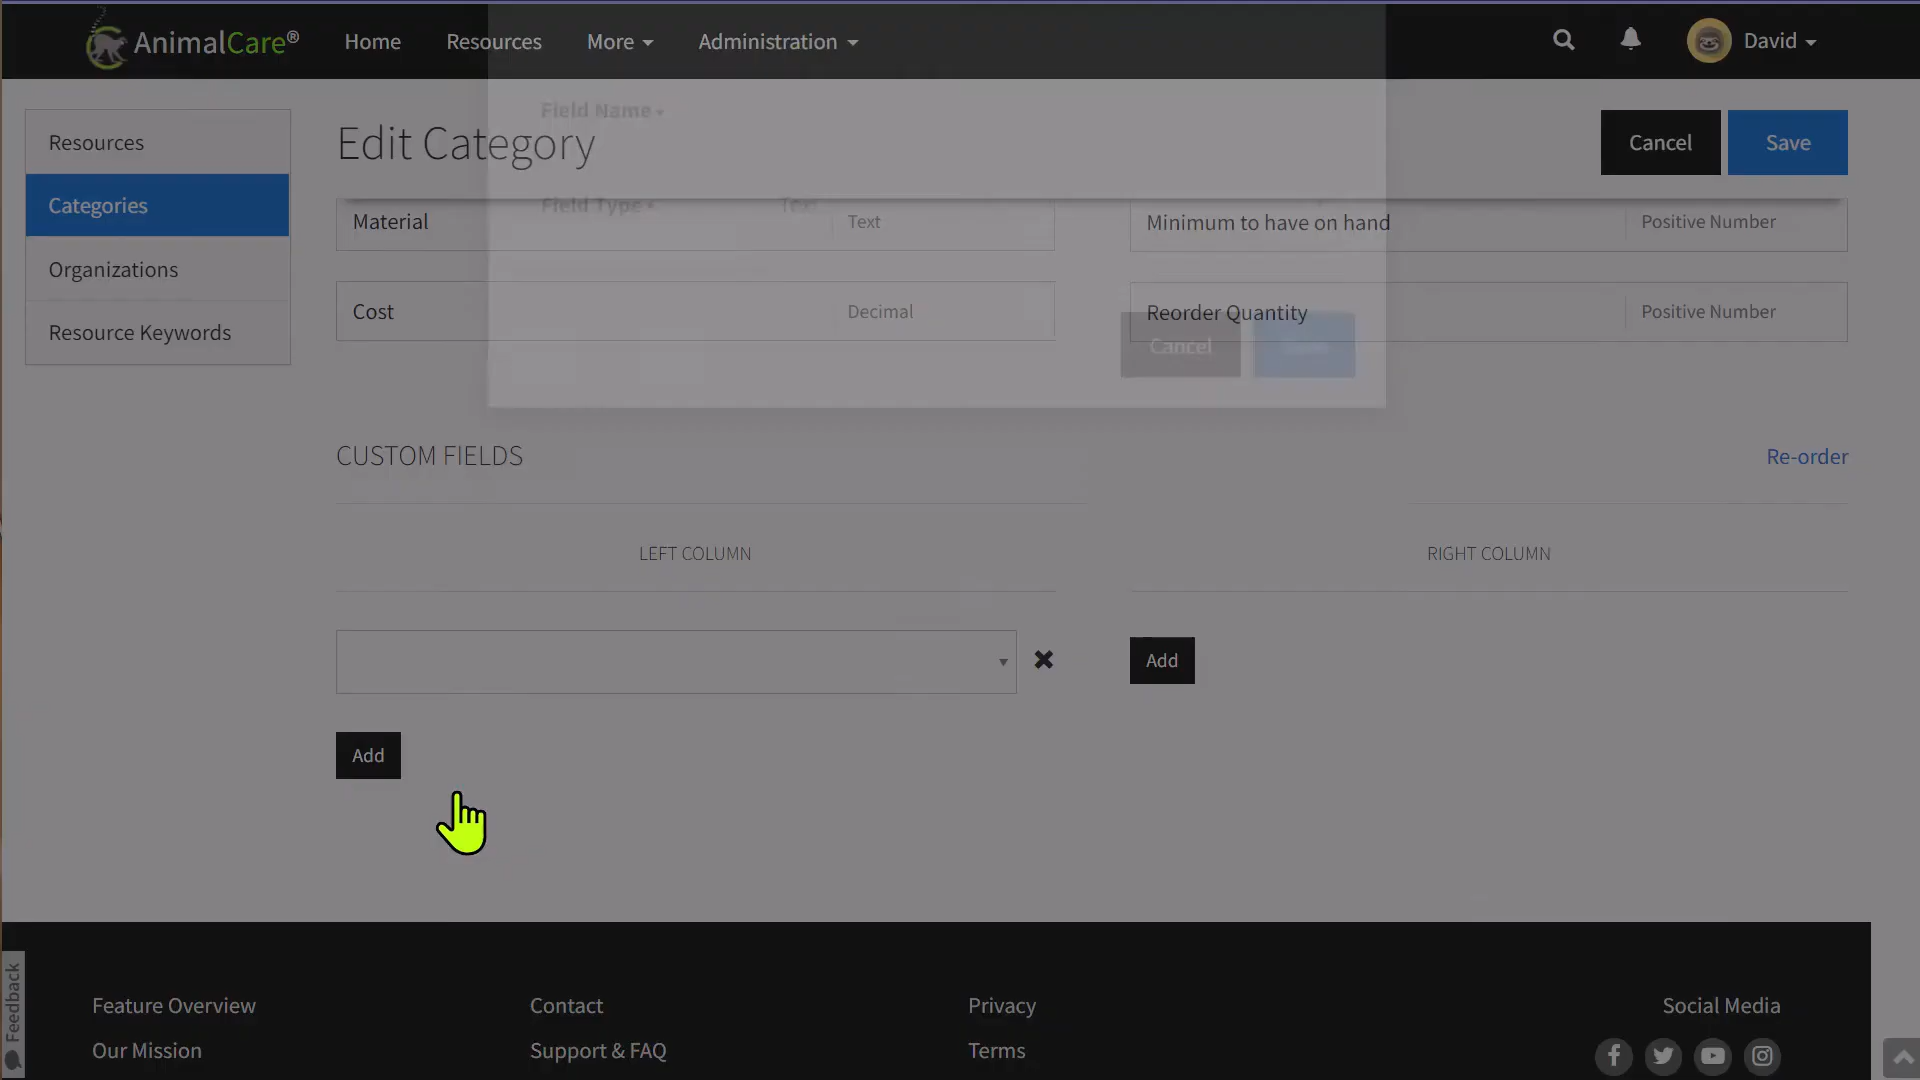 AnimalCare® Home Resources More Administration David
Field Name
Resources
Edit Category
Cancel Save
Categories
Field Type Text
Material Text Minimum to have on hand Positive Number
Organizations
Cost Decimal Reorder Quantity Positive Number
Resource Keywords
Cancel
CUSTOM FIELDS Re-order
LEFT COLUMN RIGHT COLUMN
Add
Add
Feedback
Feature Overview Contact Privacy Social Media
Our Mission Support & FAQ Terms